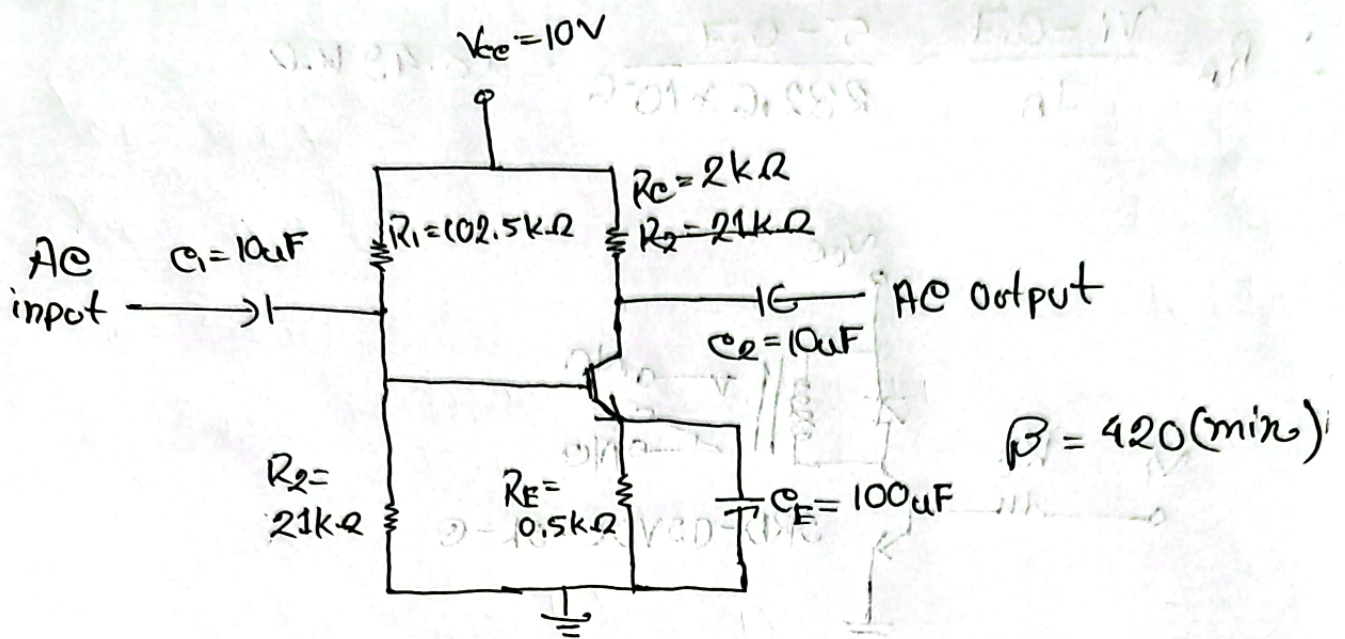 Vcc=10V
Rc=2kΩ
R1=102.5kΩ
R2=21kΩ
AC input
C1=10uF
AC Output
C2=10uF
β=420(min)
R2=
21kΩ
RE=
0.5kΩ
CE=100uF